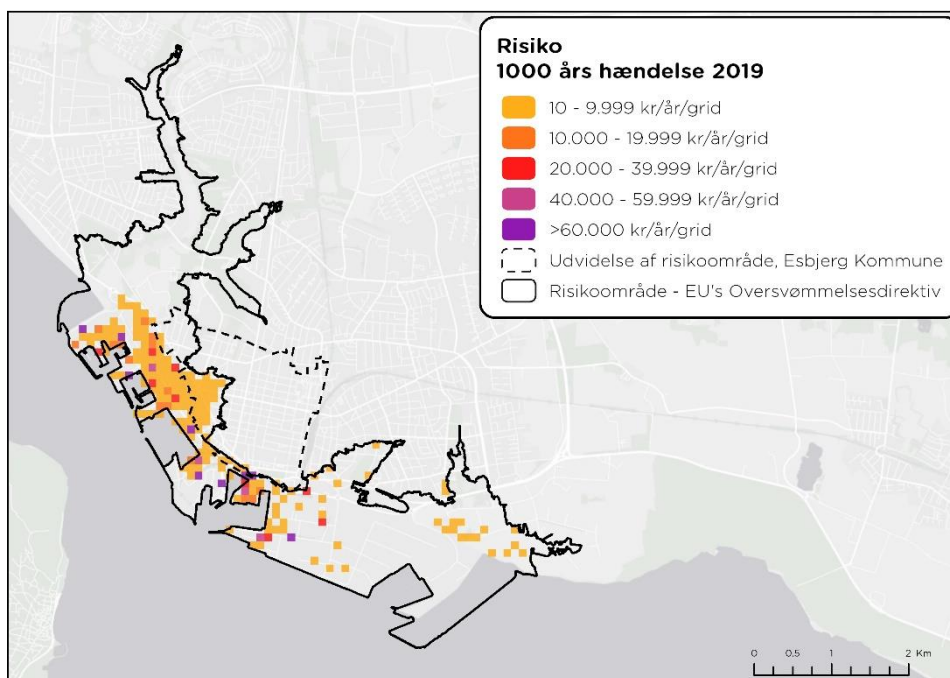 Risiko
1000 års hændelse 2019
10 - 9.999 kr/år/grid
10.000 - 19.999 kr/år/grid
20.000 - 39.999 kr/år/grid
40.000 - 59.999 kr/år/grid
>60.000 kr/år/grid
Udvidelse af risikoområde, Esbjerg Kommune
Risikoområde - EU's Oversvømmelsesdirektiv
0 0.5 1 2 Km